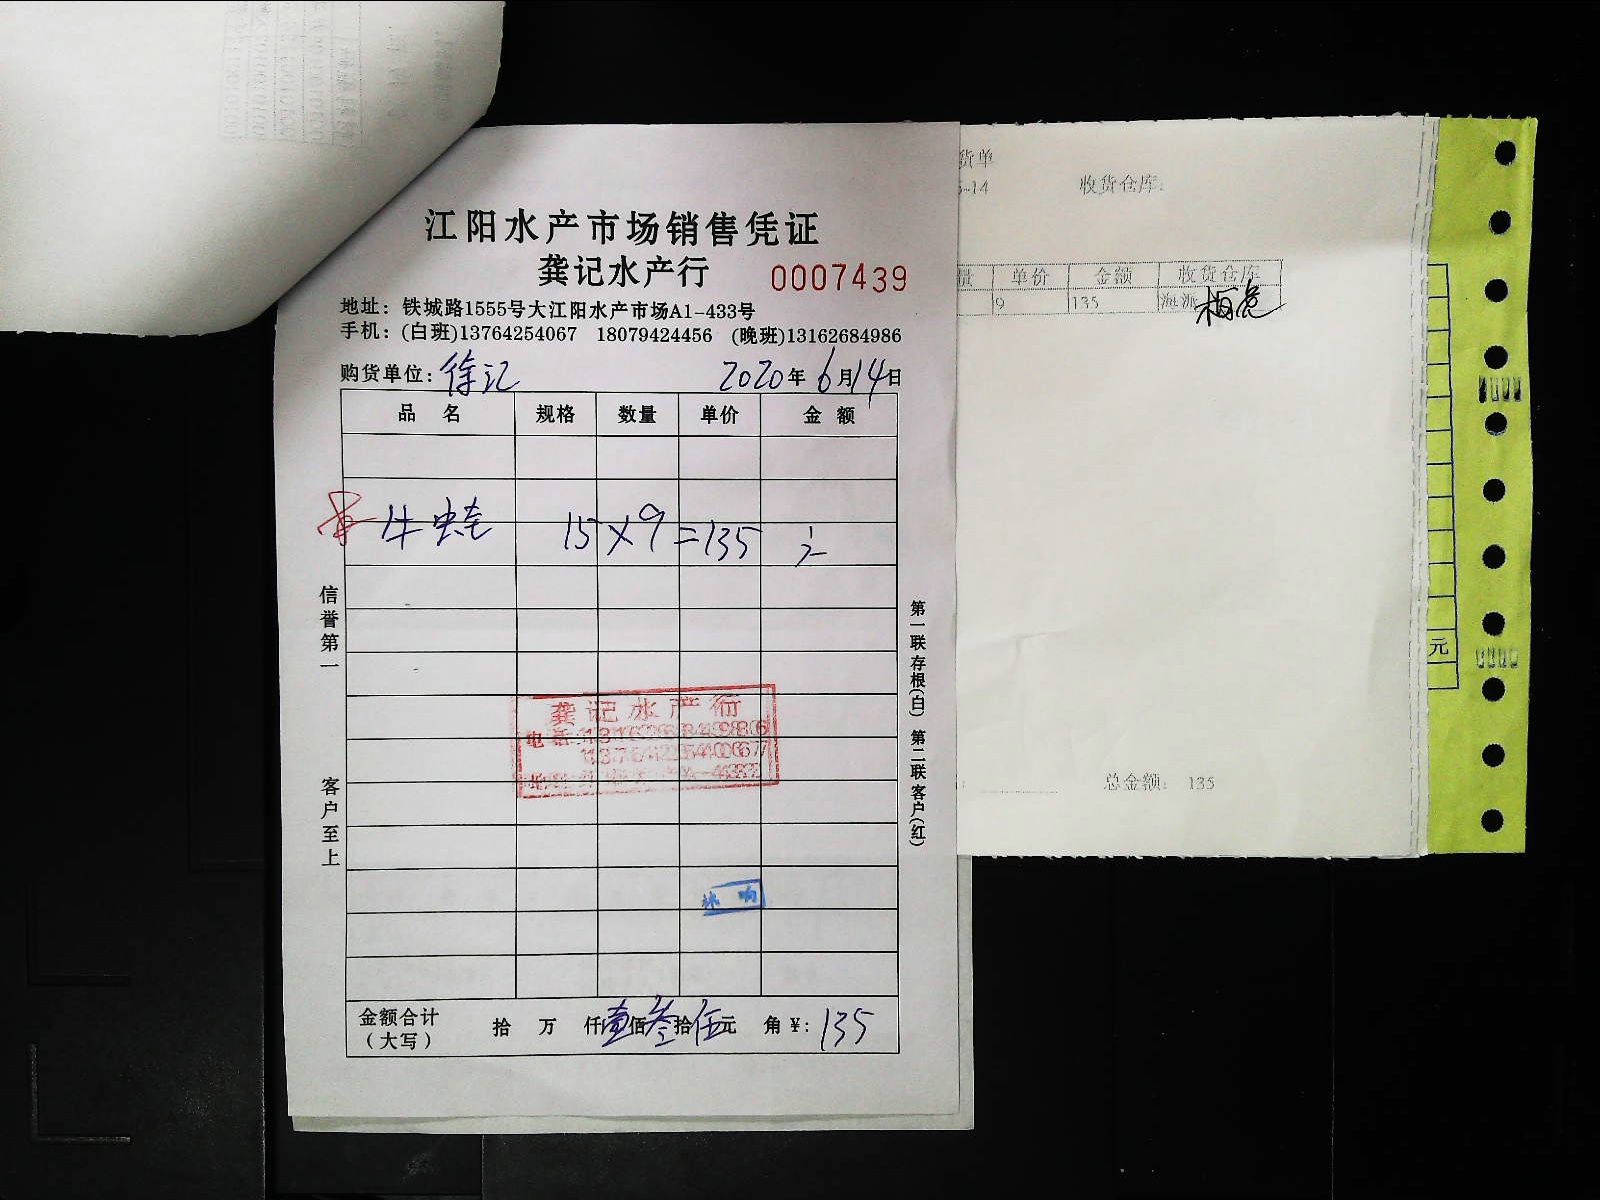 江阳水产市场销售凭证
龚记水产行 0007439
地址：铁城路1555号大江阳水产市场A1-433号
手机：(白班)13764254067 18079424456 (晚班)13162684986
购货单位：徐记 2020年6月14日
品 名 规格 数量 单价 金 额
牛蛙 15×9=135
信誉第一
客户至上
第一联存根(白) 第二联客户(红)
龚记水产行
电话
金额合计
（大写）
拾 万 仟壹佰叁拾伍元 角 ¥：135
货单
-14 收货仓库：
量 单价 金额 收货仓库
9 135 海派
总金额： 135
元